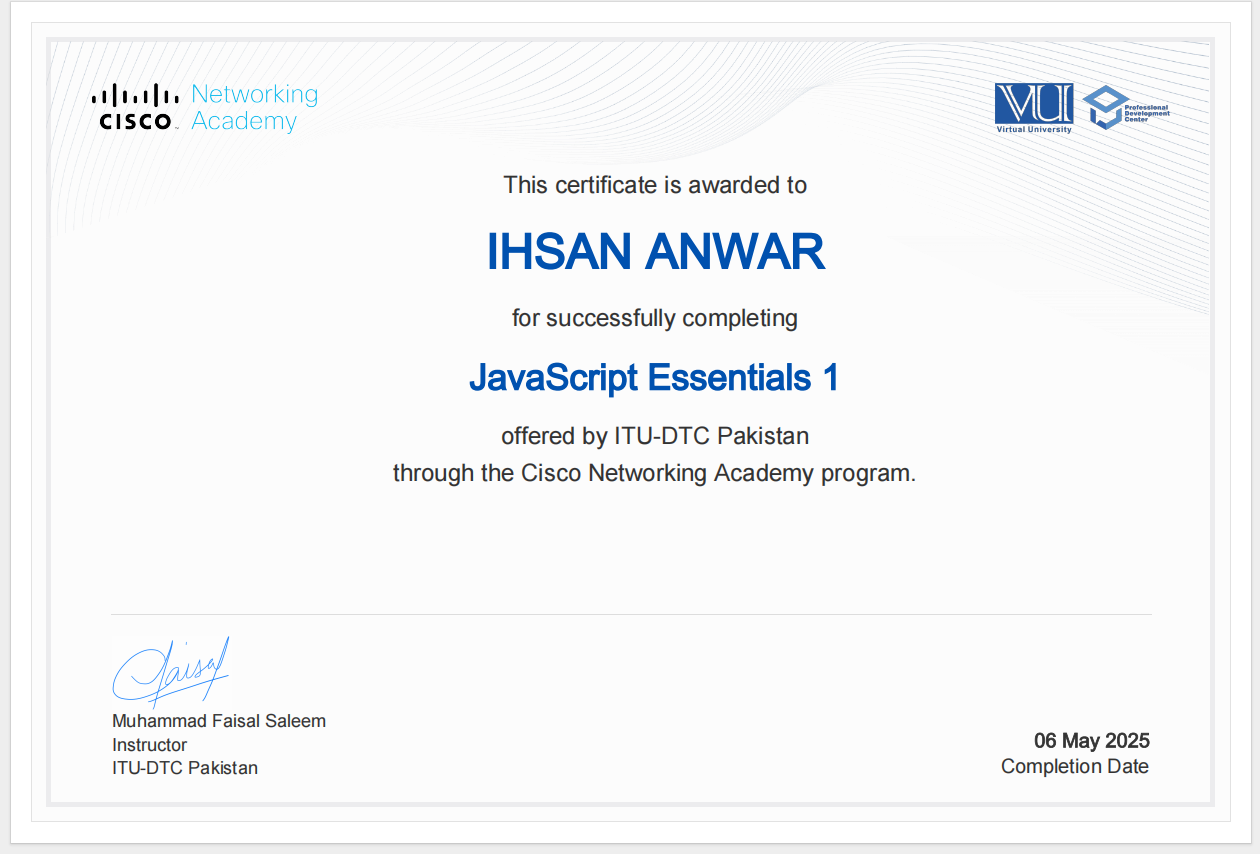 CISCO
Networking
Academy
VU
Virtual University
Professional
Development
Center
This certificate is awarded to
IHSAN ANWAR
for successfully completing
JavaScript Essentials 1
offered by ITU-DTC Pakistan
through the Cisco Networking Academy program.
Faisal
Muhammad Faisal Saleem
Instructor
ITU-DTC Pakistan
06 May 2025
Completion Date